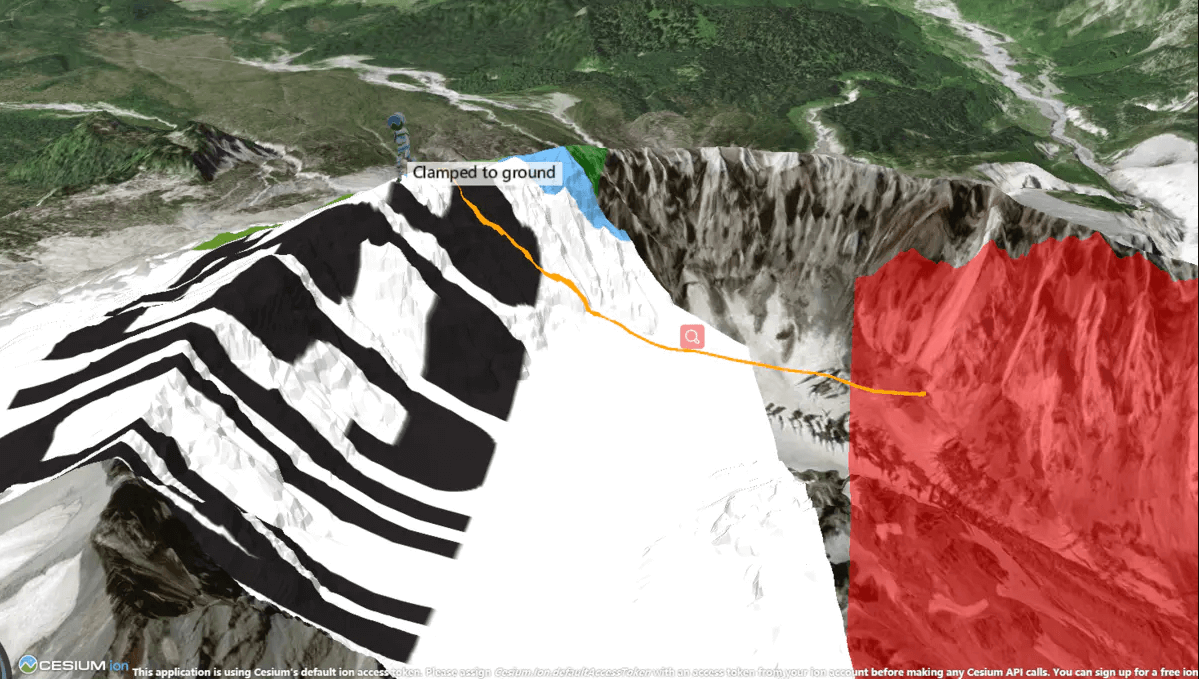 Clamped to ground
CESIUM ion This application is using Cesium's default ion access token. Please assign Cesium.Ion.defaultAccessToken with an access token from your ion account before making any Cesium API calls. You can sign up for a free ion